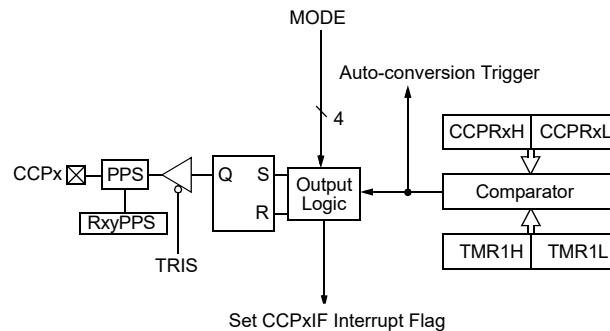 MODE
Auto-conversion Trigger
4
CCPRxH CCPRxL
CCPx PPS Q S Output Logic Comparator
R
RxyPPS
TRIS
TMR1H TMR1L
Set CCPxIF Interrupt Flag